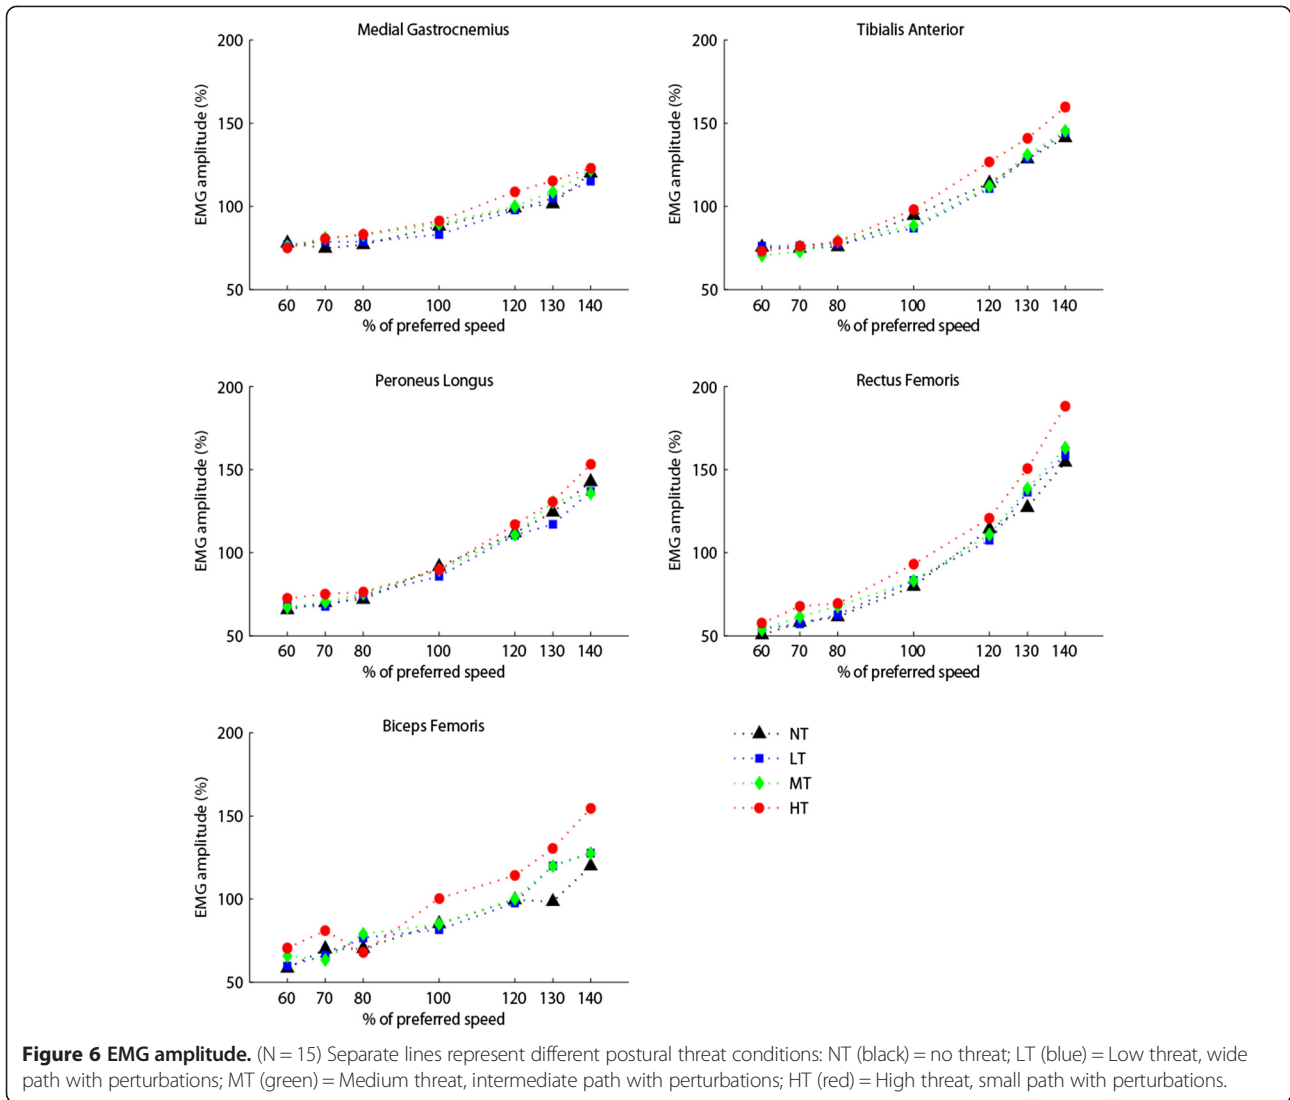 Medial Gastrocnemius
200
150
100
50
EMG amplitude (%)
60 70 80 100 120 130 140
% of preferred speed
Tibialis Anterior
200
150
100
50
EMG amplitude (%)
60 70 80 100 120 130 140
% of preferred speed
Peroneus Longus
200
150
100
50
EMG amplitude (%)
60 70 80 100 120 130 140
% of preferred speed
Rectus Femoris
200
150
100
50
EMG amplitude (%)
60 70 80 100 120 130 140
% of preferred speed
Biceps Femoris
200
150
100
50
EMG amplitude (%)
60 70 80 100 120 130 140
% of preferred speed
NT
LT
MT
HT
Figure 6 EMG amplitude. (N = 15) Separate lines represent different postural threat conditions: NT (black) = no threat; LT (blue) = Low threat, wide
path with perturbations; MT (green) = Medium threat, intermediate path with perturbations; HT (red) = High threat, small path with perturbations.